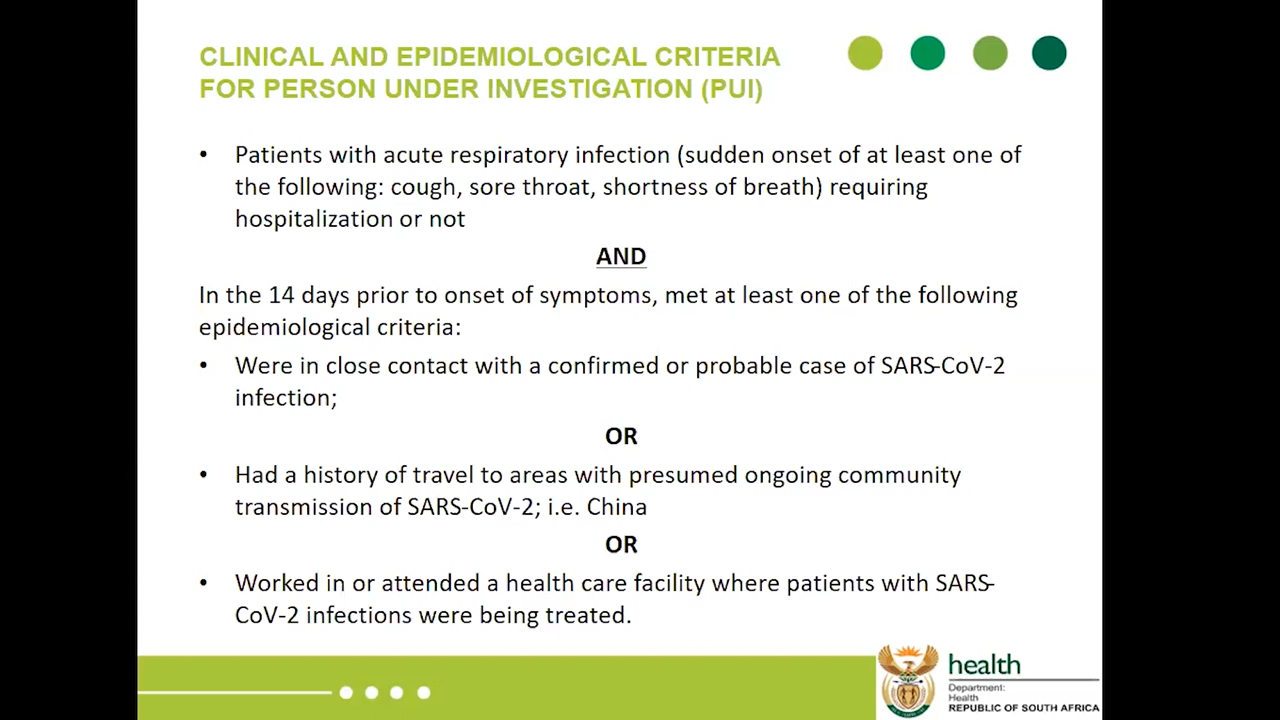 CLINICAL AND EPIDEMIOLOGICAL CRITERIA
FOR PERSON UNDER INVESTIGATION (PUI)
• Patients with acute respiratory infection (sudden onset of at least one of
the following: cough, sore throat, shortness of breath) requiring
hospitalization or not
AND
In the 14 days prior to onset of symptoms, met at least one of the following
epidemiological criteria:
• Were in close contact with a confirmed or probable case of SARS-CoV-2
infection;
OR
• Had a history of travel to areas with presumed ongoing community
transmission of SARS-CoV-2; i.e. China
OR
• Worked in or attended a health care facility where patients with SARS-
CoV-2 infections were being treated.
health
Department:
Health
REPUBLIC OF SOUTH AFRICA